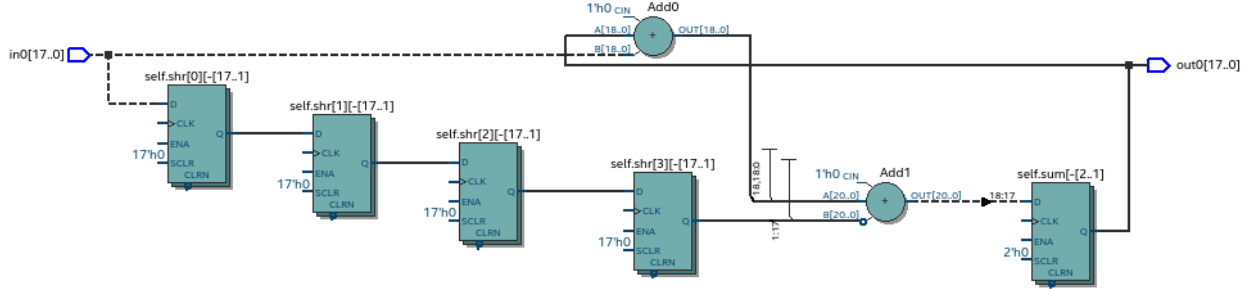 1'h0 CIN
Add0
A[18..0]
+
OUT[18..0]
B[18..0]
in0[17..0]
out0[17..0]
self.shr[0][-[17..1]
D
CLK
ENA
Q
17'h0
SCLR
CLRN
self.shr[1][-[17..1]
D
CLK
ENA
Q
17'h0
SCLR
CLRN
self.shr[2][-[17..1]
D
CLK
ENA
Q
17'h0
SCLR
CLRN
self.shr[3][-[17..1]
D
CLK
ENA
Q
17'h0
SCLR
CLRN
18,18:0
1:17
1'h0 CIN
Add1
A[20..0]
+
OUT[20..0]
B[20..0]
18:17
self.sum[-[2..1]
D
CLK
ENA
Q
2'h0
SCLR
CLRN